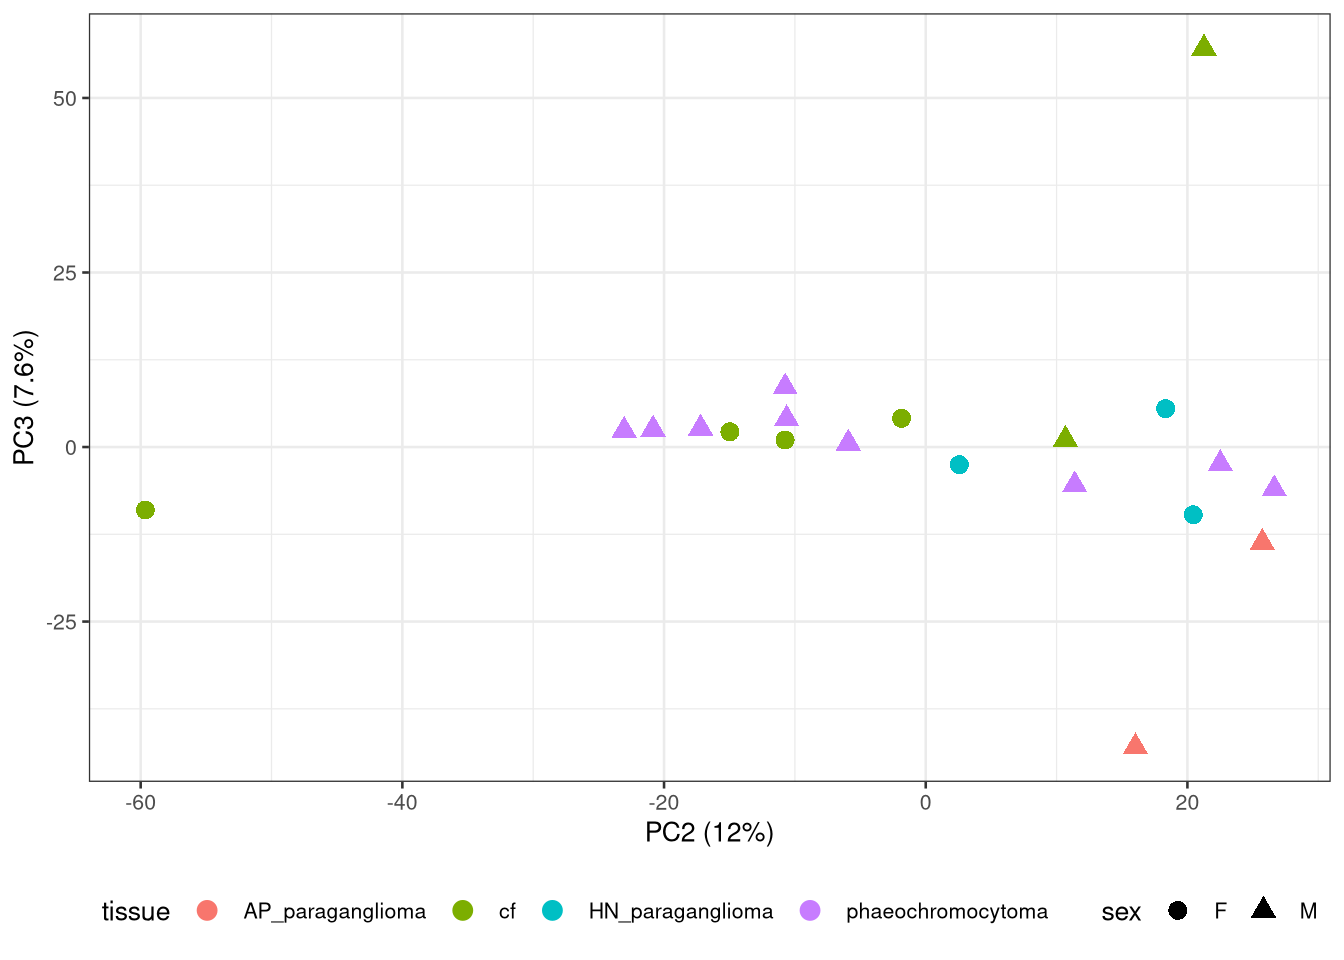 50
25
0
-25
PC3 (7.6%)
-60 -40 -20 0 20
PC2 (12%)
tissue AP_paraganglioma cf HN_paraganglioma phaeochromocytoma sex F M